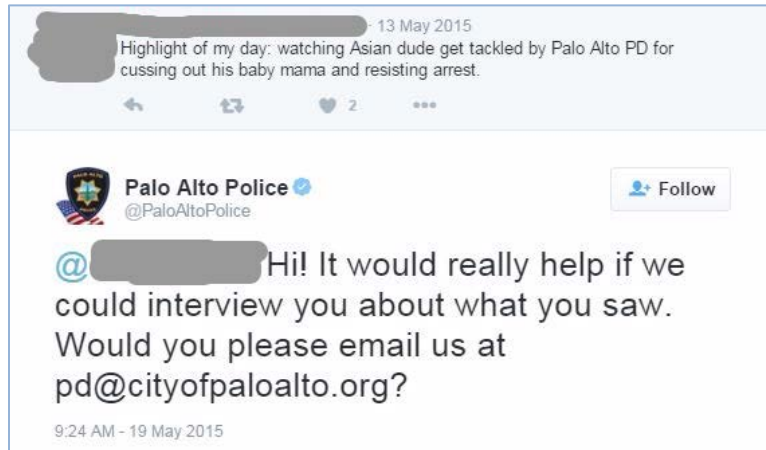 13 May 2015
Highlight of my day: watching Asian dude get tackled by Palo Alto PD for
cussing out his baby mama and resisting arrest.
2
Palo Alto Police
@PaloAltoPolice
Follow
@ Hi! It would really help if we
could interview you about what you saw.
Would you please email us at
pd@cityofpaloalto.org?
9:24 AM - 19 May 2015